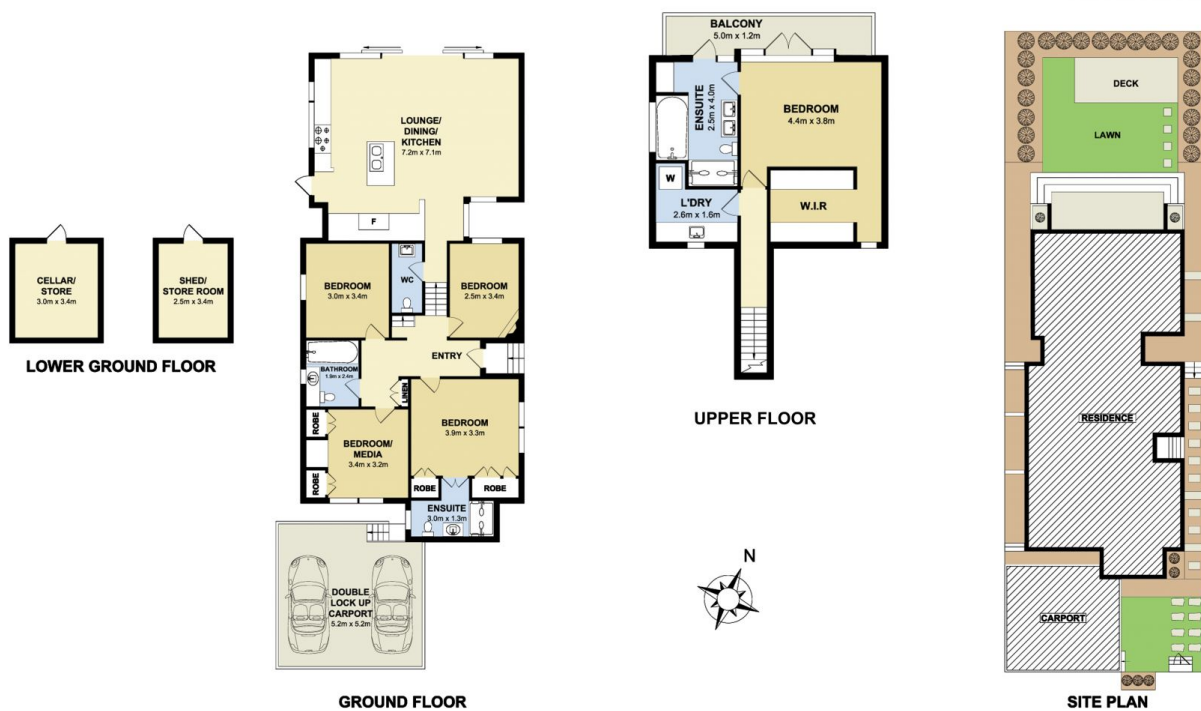 CELLAR/
STORE
3.0m x 3.4m
SHED/
STORE ROOM
2.5m x 3.4m
LOWER GROUND FLOOR
LOUNGE/
DINING/
KITCHEN
7.2m x 7.1m
F
BEDROOM
3.0m x 3.4m
WC
BEDROOM
2.5m x 3.4m
ENTRY
BATHROOM
1.9m x 2.4m
LINEN
ROBE
BEDROOM/
MEDIA
3.4m x 3.2m
ROBE
BEDROOM
3.9m x 3.3m
ROBE
ROBE
ENSUITE
3.0m x 1.3m
DOUBLE
LOCK UP
CARPORT
5.2m x 5.2m
GROUND FLOOR
BALCONY
5.0m x 1.2m
ENSUITE
2.5m x 4.0m
BEDROOM
4.4m x 3.8m
W
L'DRY
2.6m x 1.6m
W.I.R
UPPER FLOOR
N
DECK
LAWN
RESIDENCE
CARPORT
SITE PLAN